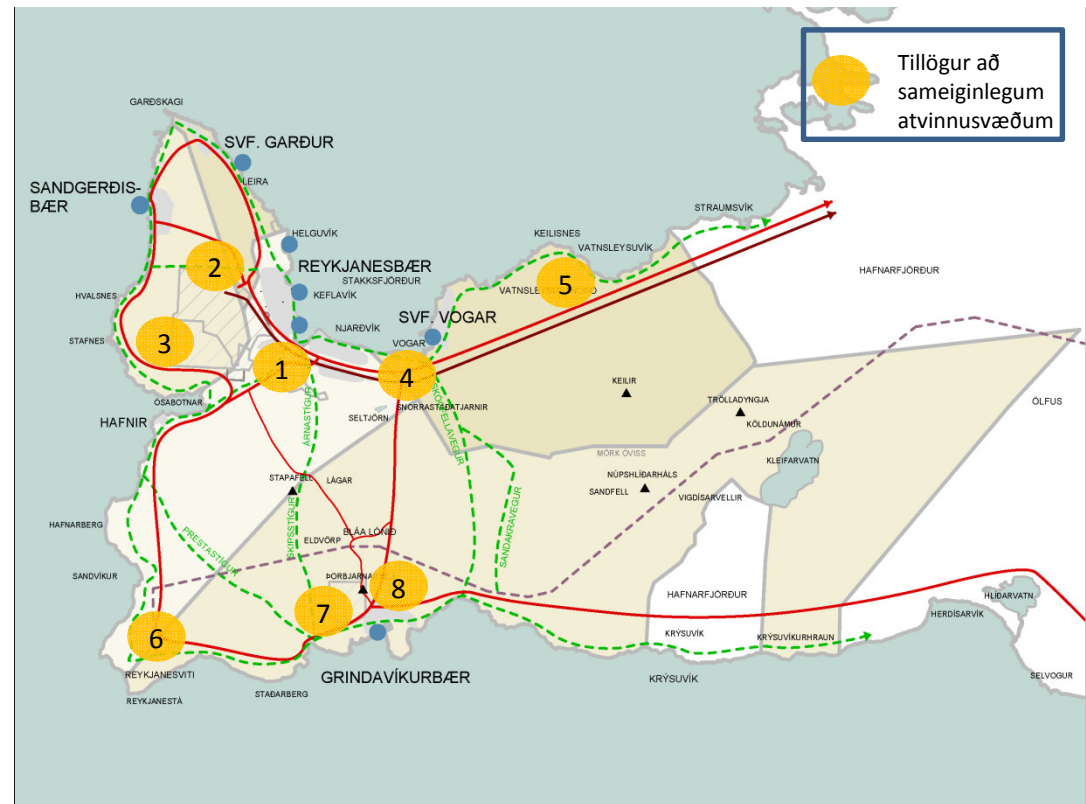 Tillögur að
sameiginlegum
atvinnusvæðum
GARÐSKAGI
SVF. GARÐUR
LEIRA
SANDGERÐIS-
BÆR
HELGUVÍK
2
REYKJANESBÆR
STAKKSFJÖRÐUR
KEFLAVÍK
HVALSNES
STAFNES
3
NJARÐVÍK
SVF. VOGAR
VOGAR
1
4
5
KEILISNES
VATNSLEYSUVÍK
STRAUMSVÍK
HAFNARFJÖRÐUR
ÓSABOTNAR
HAFNIR
ÁRNASTÍGUR
SELTJÖRN
SNORRASTAÐATJARNIR
KEILIR
TRÖLLADYNGJA
KÖLDUNÁMUR
ÖLFUS
MÖRK ÓVISS
KLEIFARVATN
NÚPSHLÍÐARHÁLS
SANDFELL
VIGDÍSARVELLIR
STAPAFELL
LÁGAR
SKIPSSTÍGUR
SANDAKRAVEGUR
HAFNARBERG
PRESTASTÍGUR
ELDVÖRP
BLÁA LÓNIÐ
SANDVÍKUR
8
7
6
REYKJANESVITI
REYKJANESTÁ
STAÐARBERG
GRINDAVÍKURBÆR
HAFNARFJÖRÐUR
KRÝSUVÍK
KRÝSUVÍKURHRAUN
KRÝSUVÍK
HERDÍSARVÍK
HLÍÐARVATN
SELVOGUR